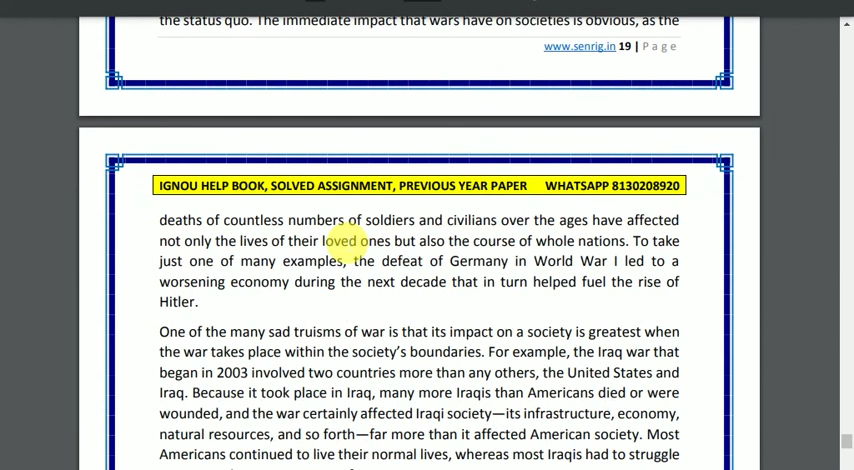 the status quo. The immediate impact that wars have on societies is obvious, as the
www.senrig.in 19 | Page
IGNOU HELP BOOK, SOLVED ASSIGNMENT, PREVIOUS YEAR PAPER WHATSAPP 8130208920
deaths of countless numbers of soldiers and civilians over the ages have affected
not only the lives of their loved ones but also the course of whole nations. To take
just one of many examples, the defeat of Germany in World War I led to a
worsening economy during the next decade that in turn helped fuel the rise of
Hitler.
One of the many sad truisms of war is that its impact on a society is greatest when
the war takes place within the society’s boundaries. For example, the Iraq war that
began in 2003 involved two countries more than any others, the United States and
Iraq. Because it took place in Iraq, many more Iraqis than Americans died or were
wounded, and the war certainly affected Iraqi society—its infrastructure, economy,
natural resources, and so forth—far more than it affected American society. Most
Americans continued to live their normal lives, whereas most Iraqis had to struggle